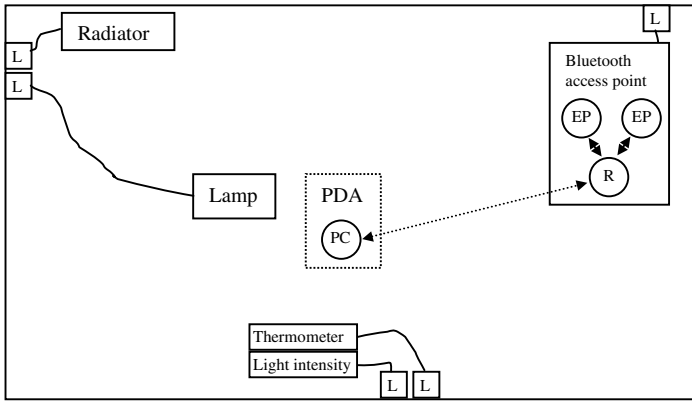 L
Radiator
L
L
Bluetooth
access point
EP EP
R
Lamp
PDA
PC
Thermometer
Light intensity
L L